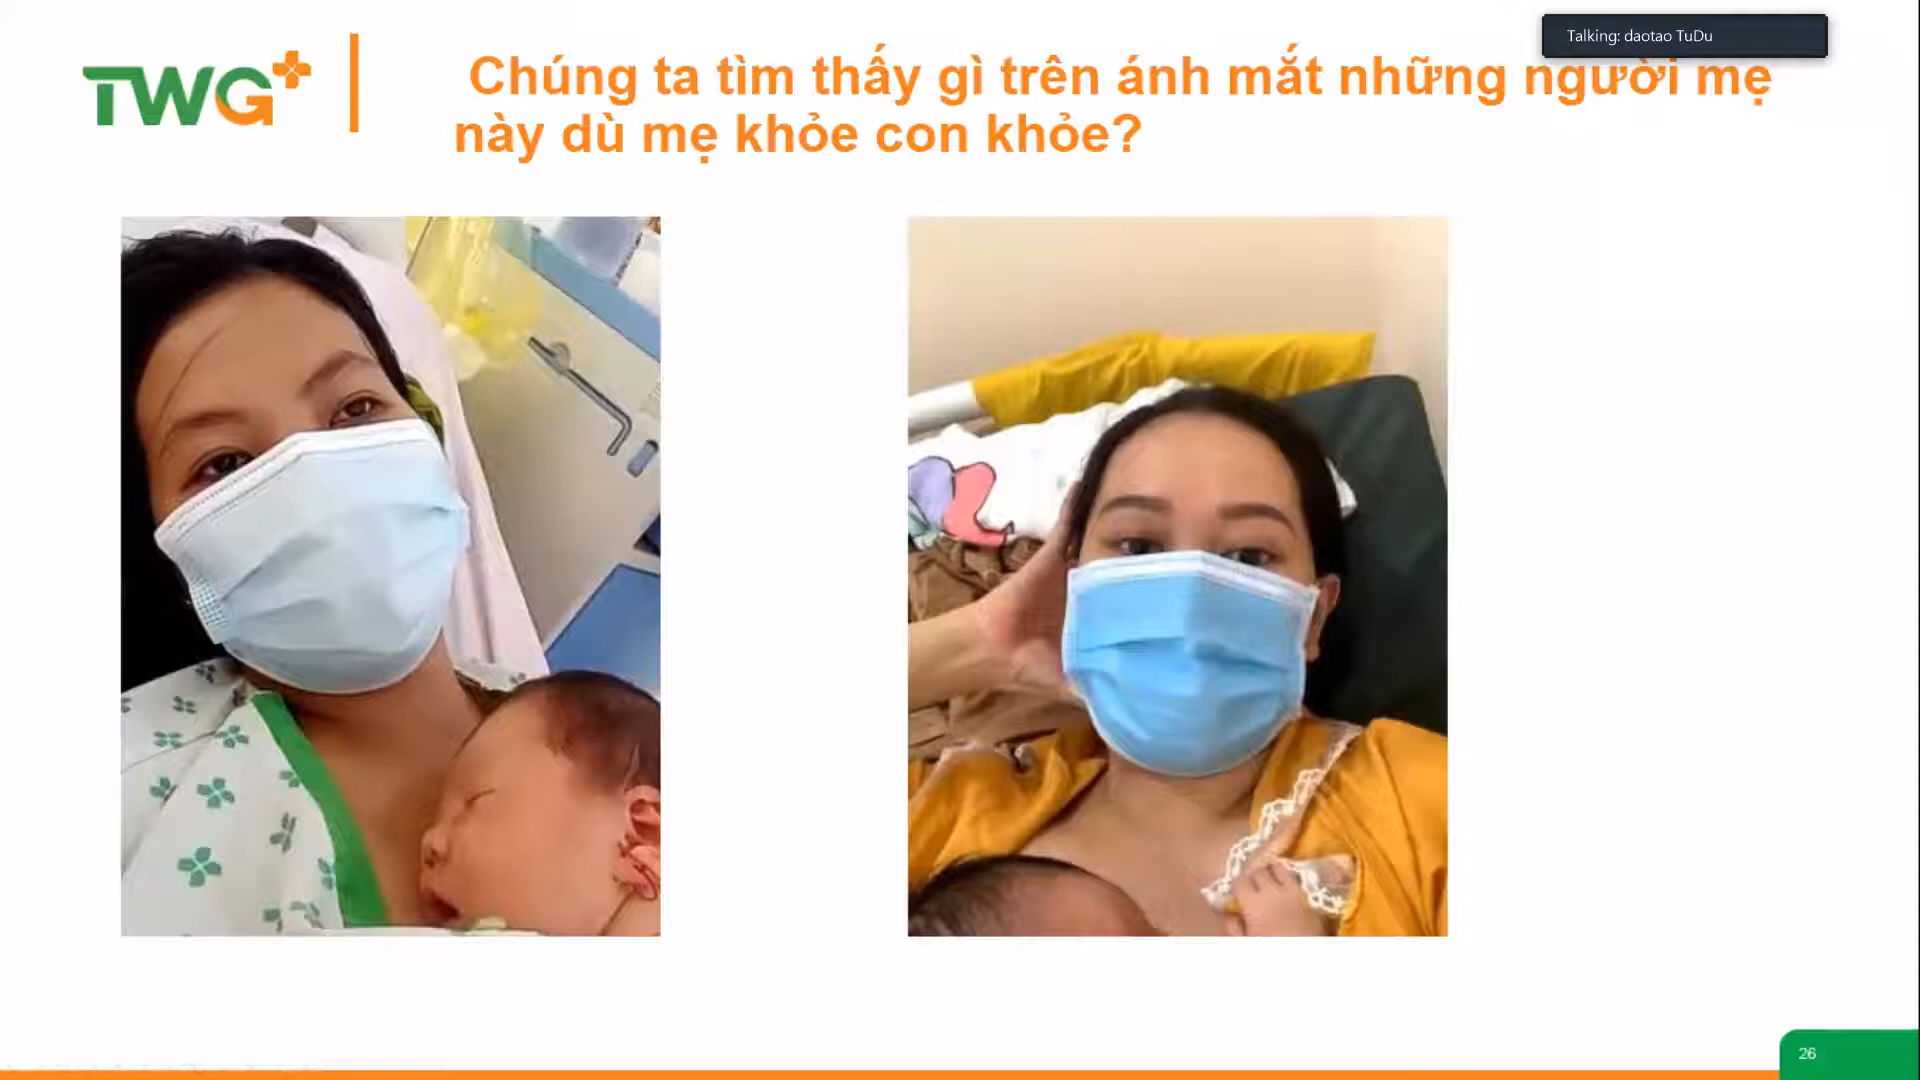 Talking: daotao TuDu
TWG+
Chúng ta tìm thấy gì trên ánh mắt những người mẹ
này dù mẹ khỏe con khỏe?
26